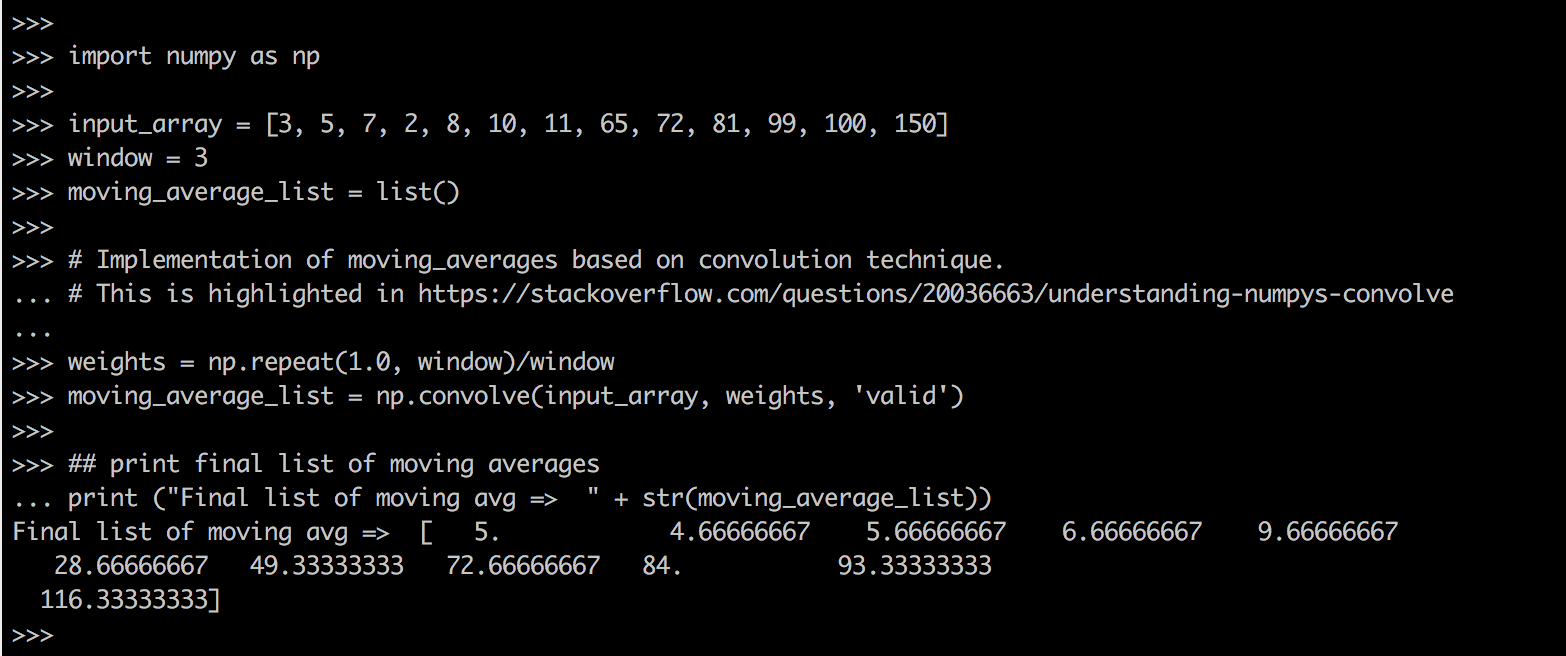 >>>
>>> import numpy as np
>>>
>>> input_array = [3, 5, 7, 2, 8, 10, 11, 65, 72, 81, 99, 100, 150]
>>> window = 3
>>> moving_average_list = list()
>>>
>>> # Implementation of moving_averages based on convolution technique.
... # This is highlighted in https://stackoverflow.com/questions/20036663/understanding-numpys-convolve
...
>>> weights = np.repeat(1.0, window)/window
>>> moving_average_list = np.convolve(input_array, weights, 'valid')
>>>
>>> ## print final list of moving averages
... print ("Final list of moving avg =>  " + str(moving_average_list))
Final list of moving avg =>  [   5.            4.66666667    5.66666667    6.66666667    9.66666667
   28.66666667   49.33333333   72.66666667   84.           93.33333333
  116.33333333]
>>>